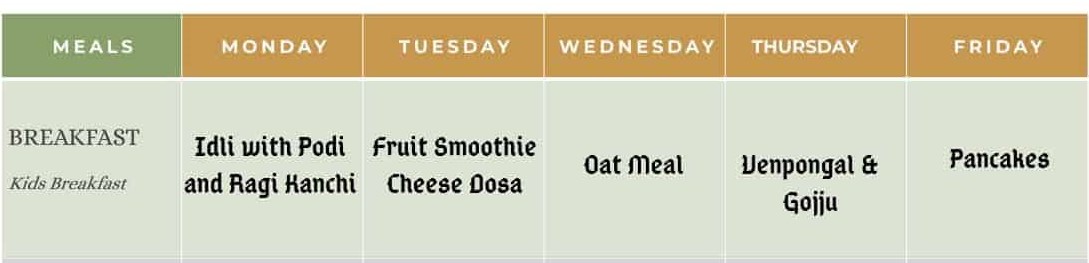 MEALS MONDAY TUESDAY WEDNESDAY THURSDAY FRIDAY
BREAKFAST
Kids Breakfast
Idli with Podi
and Ragi Kanchi
Fruit Smoothie
Cheese Dosa
Oat Meal
Venpongal &
Gojju
Pancakes